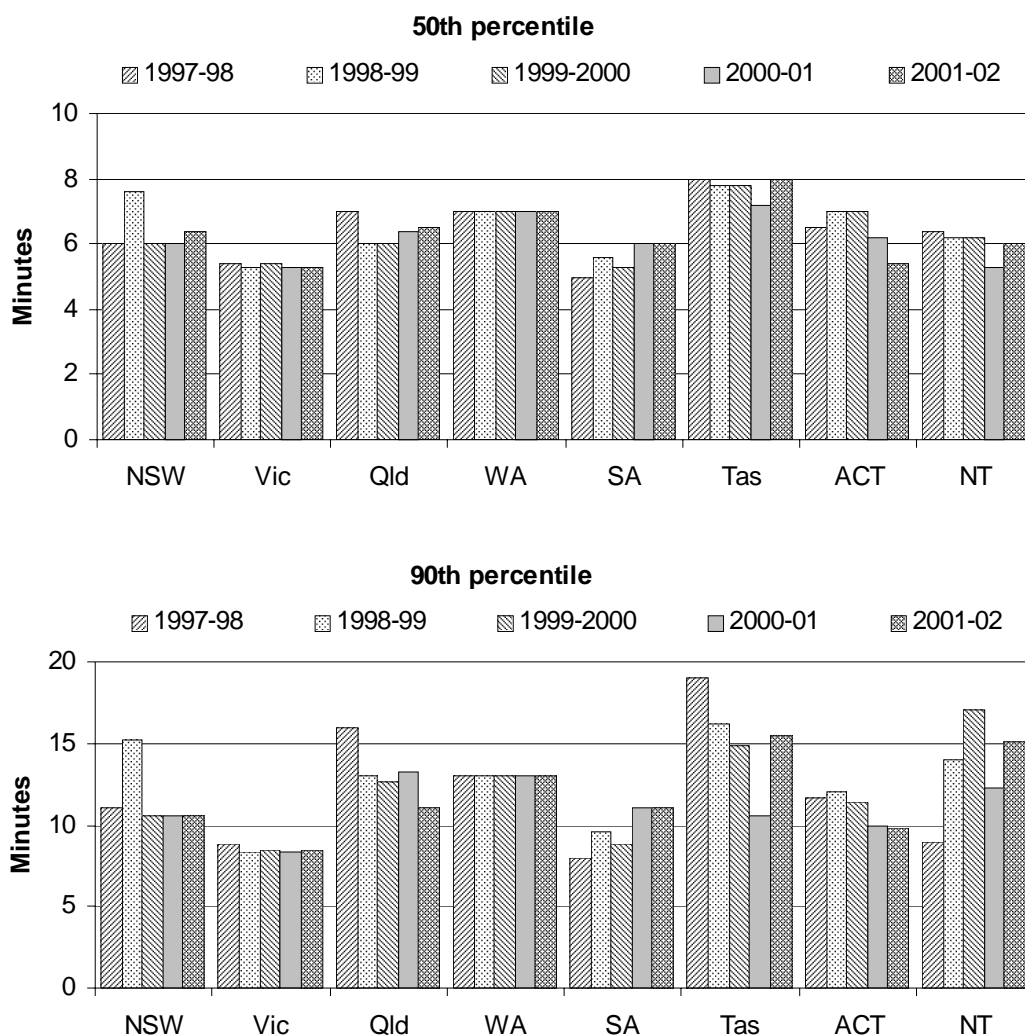 50th percentile
1997-98 1998-99 1999-2000 2000-01 2001-02
10
8
6
4
2
0
Minutes
NSW Vic Qld WA SA Tas ACT NT
90th percentile
1997-98 1998-99 1999-2000 2000-01 2001-02
20
15
10
5
0
Minutes
NSW Vic Qld WA SA Tas ACT NT